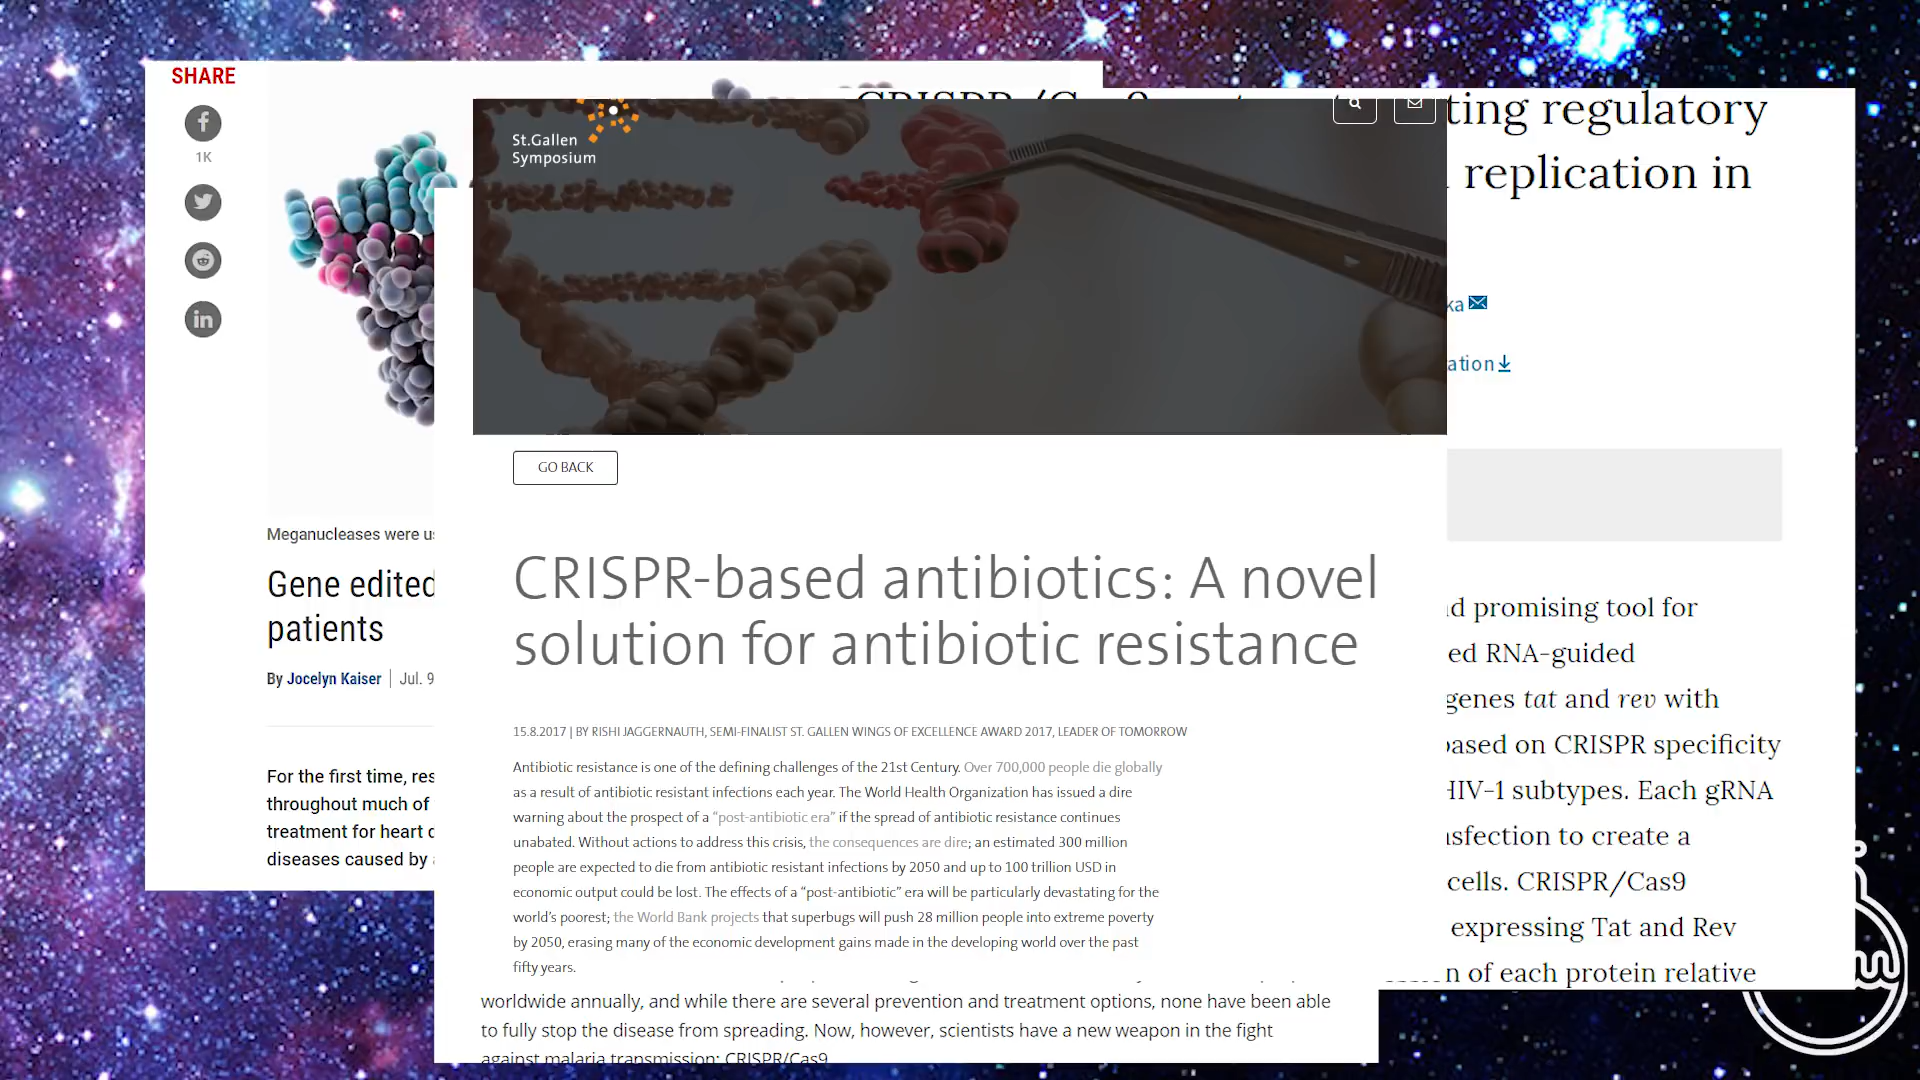 SHARE
1K
Meganucleases were
Gene edited
patients
By Jocelyn Kaiser | Jul. 9
For the first time,
throughout much of
treatment for heart
diseases caused by
St.Gallen
Symposium
GO BACK
CRISPR-based antibiotics: A novel
solution for antibiotic resistance
15.8.2017 | BY RISHI JAGGERNAUTH, SEMI-FINALIST ST. GALLEN WINGS OF EXCELLENCE AWARD 2017, LEADER OF TOMORROW
Antibiotic resistance is one of the defining challenges of the 21st Century. Over 700,000 people die globally
as a result of antibiotic resistant infections each year. The World Health Organization has issued a dire
warning about the prospect of a “post-antibiotic era” if the spread of antibiotic resistance continues
unabated. Without actions to address this crisis, the consequences are dire; an estimated 300 million
people are expected to die from antibiotic resistant infections by 2050 and up to 100 trillion USD in
economic output could be lost. The effects of a “post-antibiotic” era will be particularly devastating for the
world’s poorest; the World Bank projects that superbugs will push 28 million people into extreme poverty
by 2050, erasing many of the economic development gains made in the developing world over the past
fifty years.
worldwide annually, and while there are several prevention and treatment options, none have been able
to fully stop the disease from spreading. Now, however, scientists have a new weapon in the fight
against malaria transmission: CRISPR/Cas9
ting regulatory
replication in
ka
ation
d promising tool for
ed RNA-guided
genes tat and rev with
based on CRISPR specificity
HIV-1 subtypes. Each gRNA
nsfection to create a
cells. CRISPR/Cas9
expressing Tat and Rev
n of each protein relative